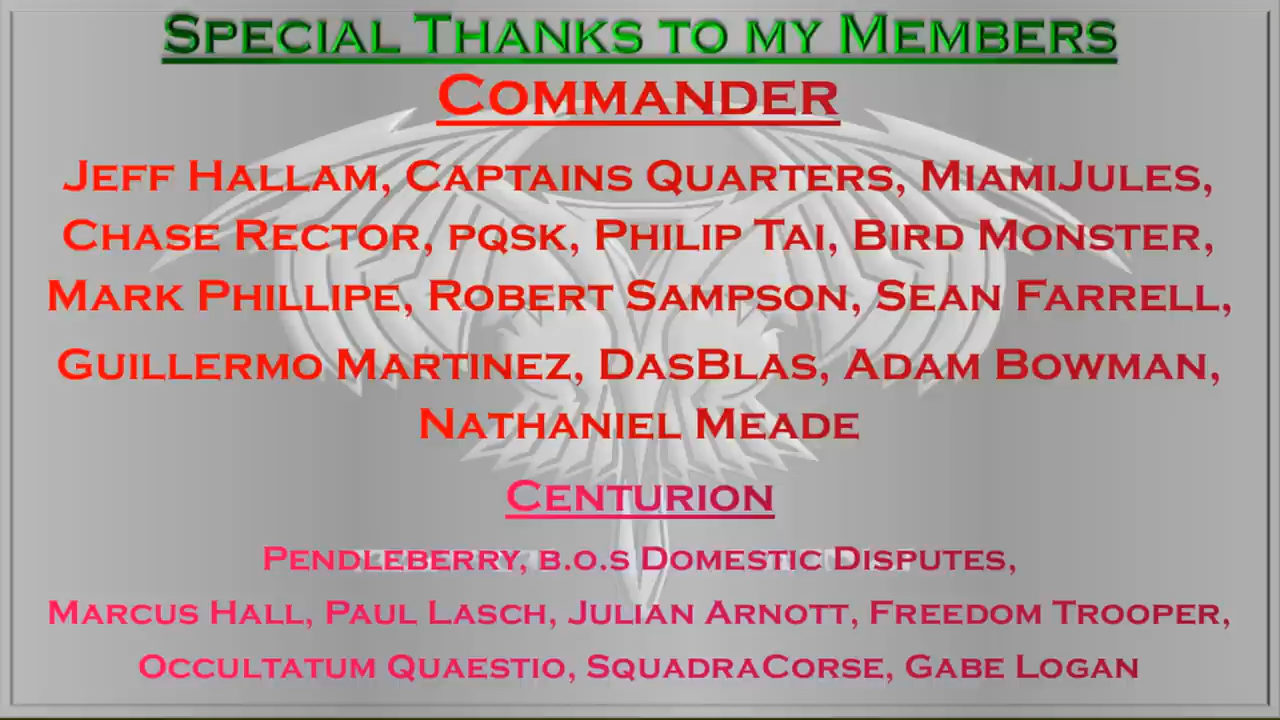 Special Thanks to my Members
Commander
Jeff Hallam, Captains Quarters, MiamiJules,
Chase Rector, pqsk, Philip Tai, Bird Monster,
Mark Phillipe, Robert Sampson, Sean Farrell,
Guillermo Martinez, DasBlas, Adam Bowman,
Nathaniel Meade
Centurion
Pendleberry, b.o.s Domestic Disputes,
Marcus Hall, Paul Lasch, Julian Arnott, Freedom Trooper,
Occultatum Quaestio, SquadraCorse, Gabe Logan